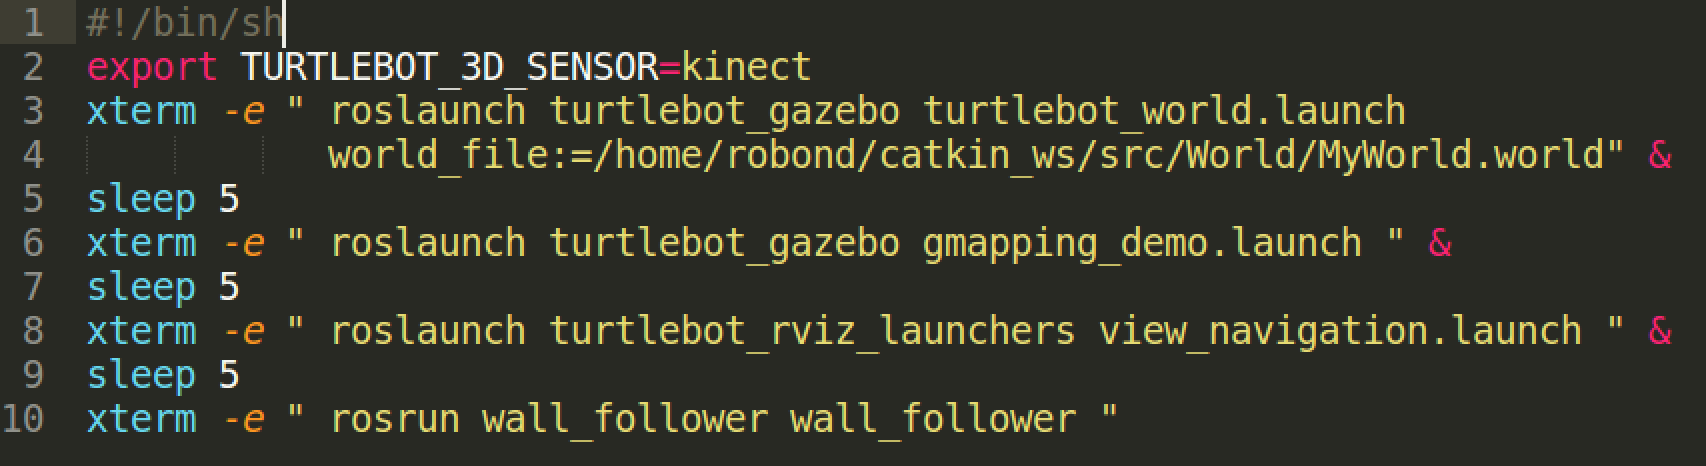 1 #!/bin/sh
2 export TURTLEBOT_3D_SENSOR=kinect
3 xterm -e " roslaunch turtlebot_gazebo turtlebot_world.launch
4            world_file:=/home/robond/catkin_ws/src/World/MyWorld.world" &
5 sleep 5
6 xterm -e " roslaunch turtlebot_gazebo gmapping_demo.launch " &
7 sleep 5
8 xterm -e " roslaunch turtlebot_rviz_launchers view_navigation.launch " &
9 sleep 5
10 xterm -e " rosrun wall_follower wall_follower "